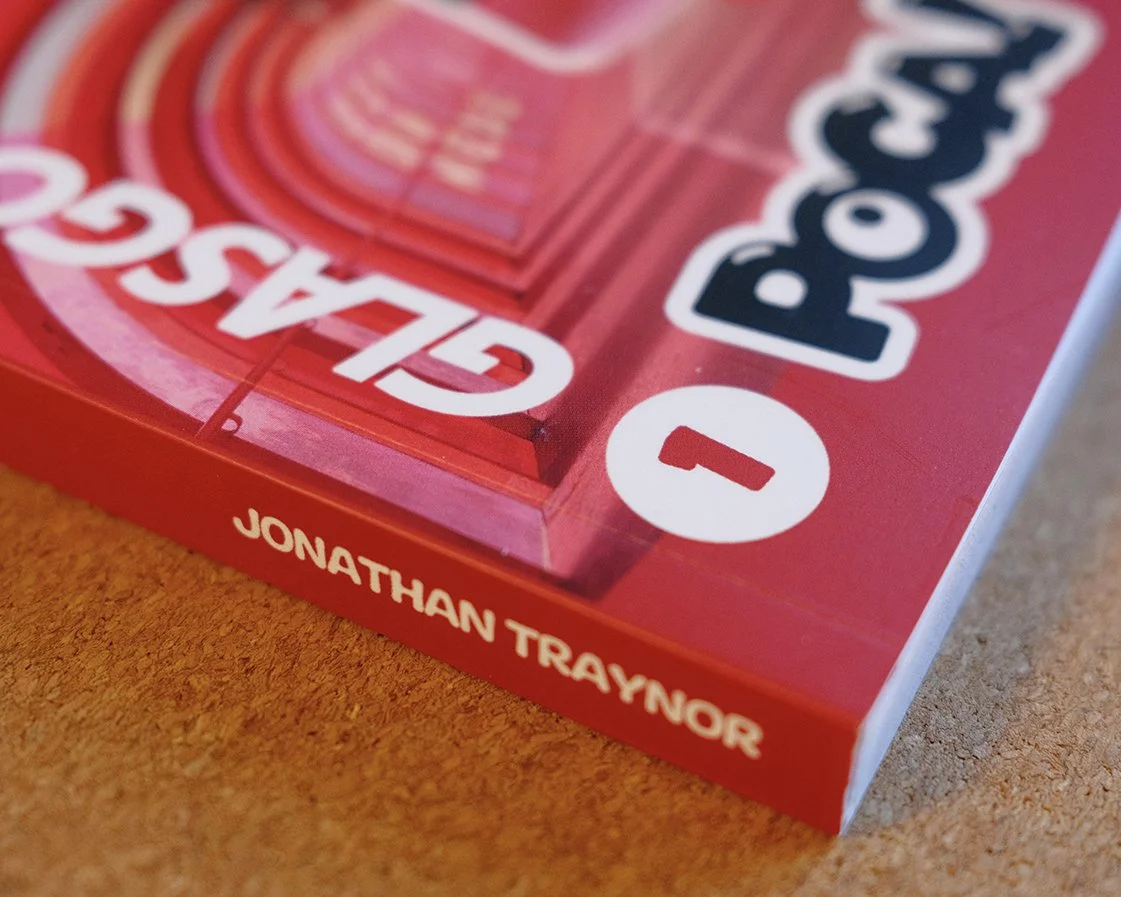 POCA
1
GLASGO
JONATHAN TRAYNOR